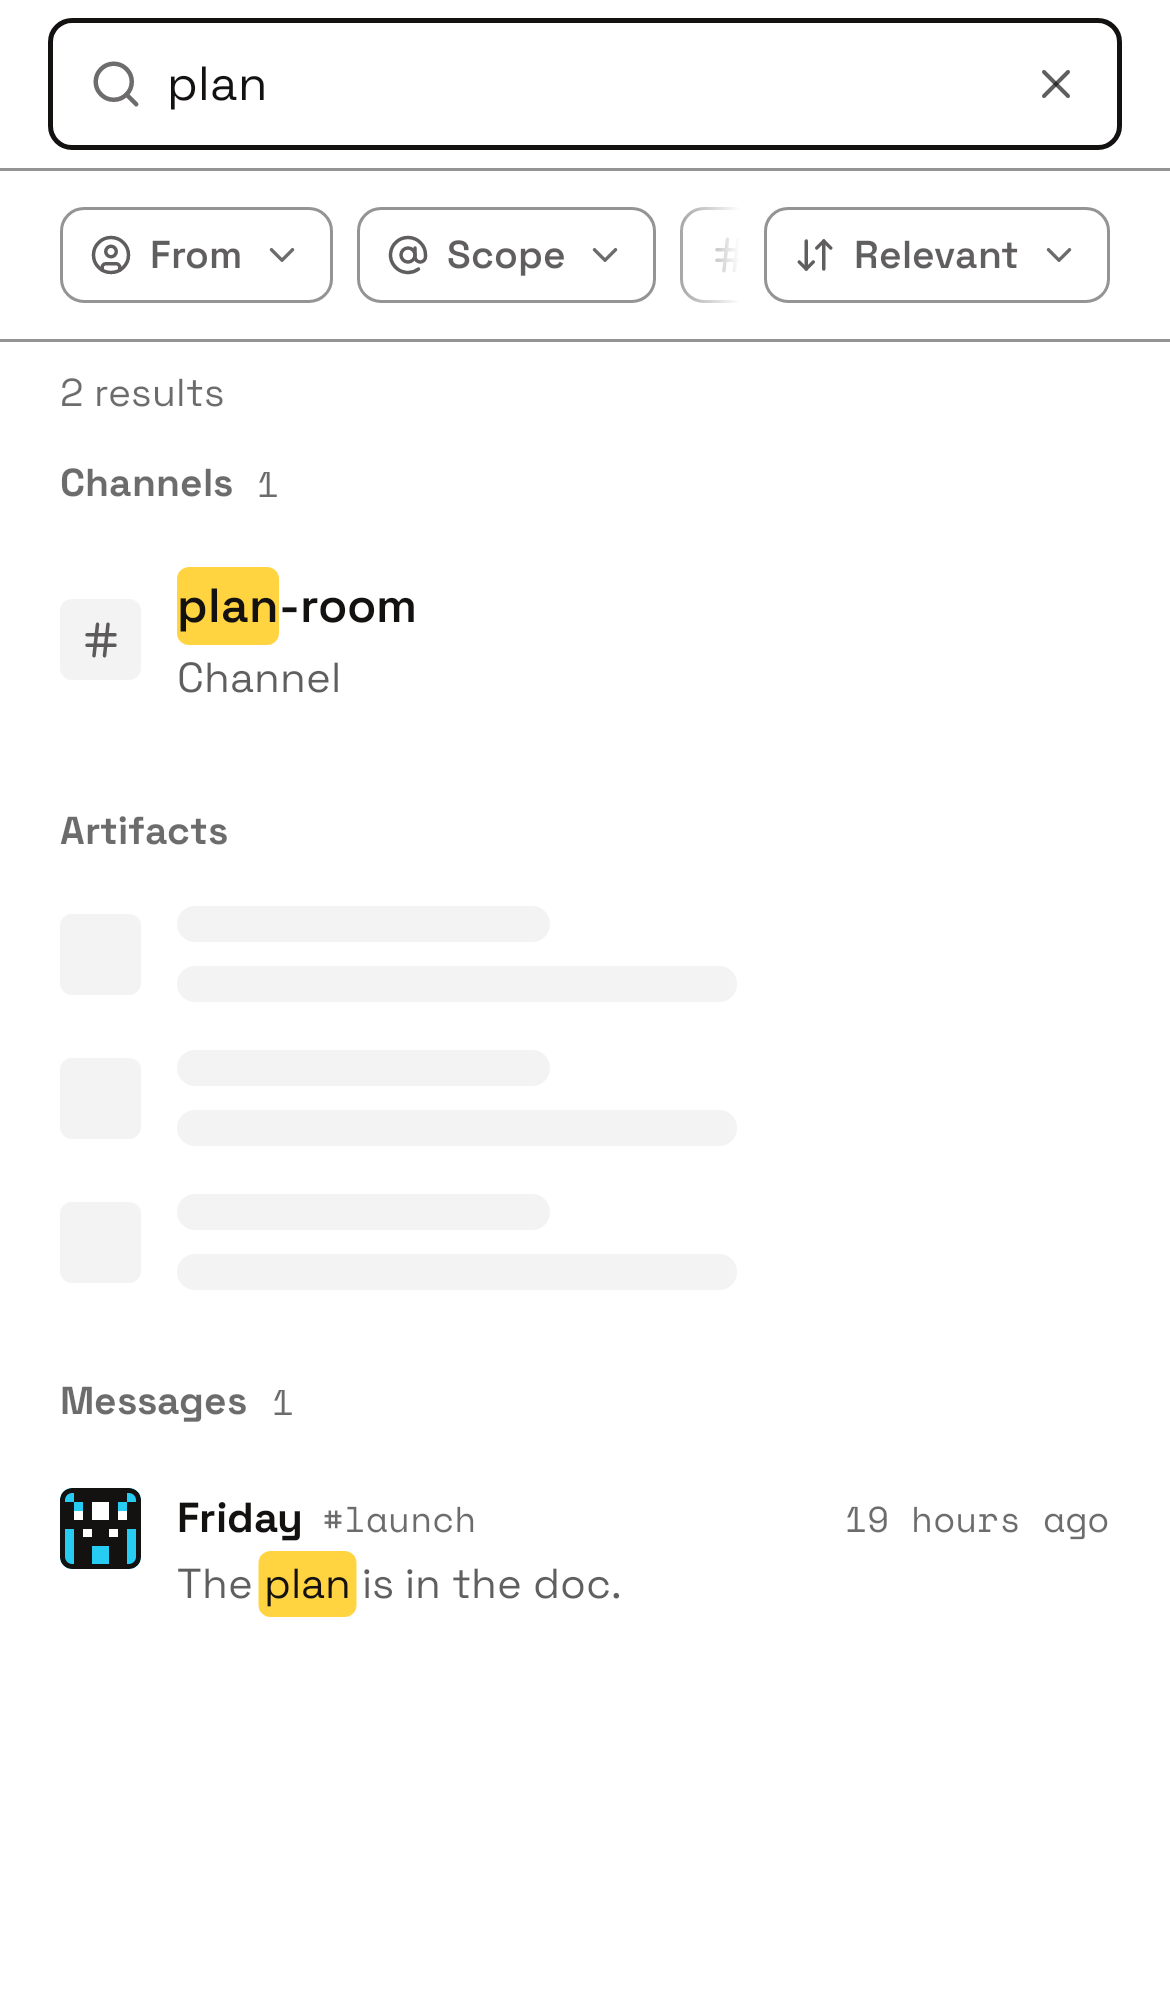 plan
From
Scope
#
Relevant
2 results
Channels 1
#
plan-room
Channel
Artifacts
Messages 1
Friday #launch 19 hours ago
The plan is in the doc.